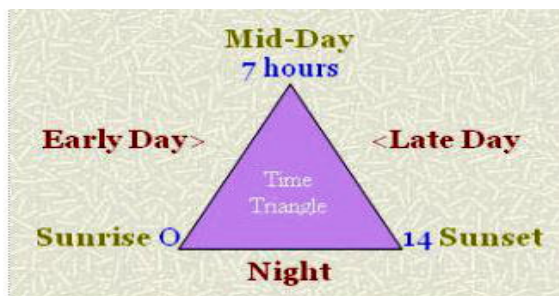 Mid-Day
7 hours
Early Day> <Late Day
Time
Triangle
Sunrise O 14 Sunset
Night